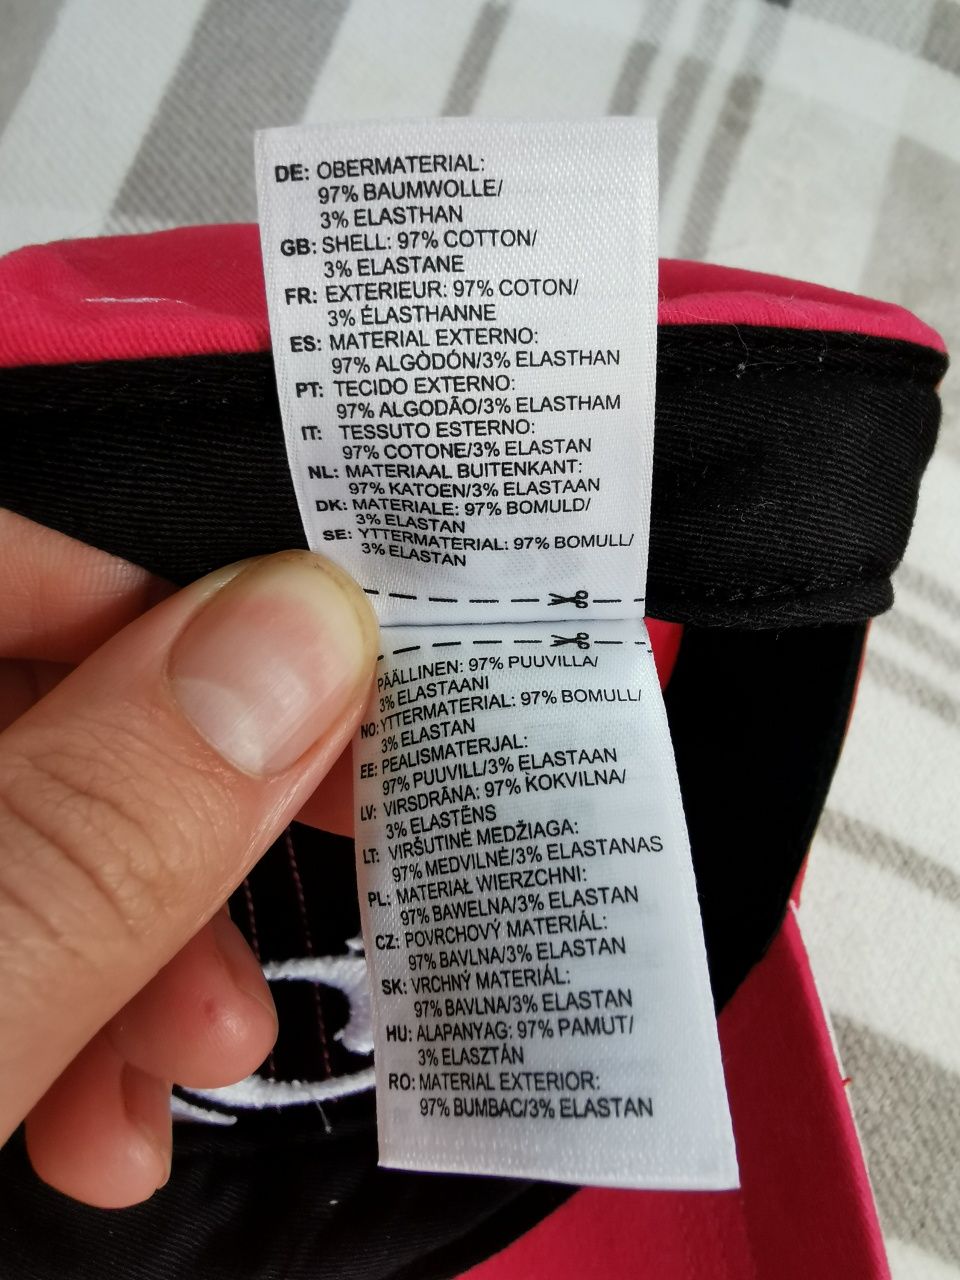 DE: OBERMATERIAL:
97% BAUMWOLLE/
3% ELASTHAN
GB: SHELL: 97% COTTON/
3% ELASTANE
FR: EXTERIEUR: 97% COTON/
3% ÉLASTHANNE
ES: MATERIAL EXTERNO:
97% ALGÒDÓN/3% ELASTHAN
PT: TECIDO EXTERNO:
97% ALGODÃO/3% ELASTHAM
IT: TESSUTO ESTERNO:
97% COTONE/3% ELASTAN
NL: MATERIAAL BUITENKANT:
97% KATOEN/3% ELASTAAN
DK: MATERIALE: 97% BOMULD/
3% ELASTAN
SE: YTTERMATERIAL: 97% BOMULL/
3% ELASTAN
PÄÄLLINEN: 97% PUUVILLA/
3% ELASTAANI
NO: YTTERMATERIAL: 97% BOMULL/
3% ELASTAN
EE: PEALISMATERJAL:
97% PUUVILL/3% ELASTAAN
LV: VIRSDRĀNA: 97% KOKVILNA/
3% ELASTĒNS
LT: VIRŠUTINĖ MEDŽIAGA:
97% MEDVILNĖ/3% ELASTANAS
PL: MATERIAŁ WIERZCHNI:
97% BAWEŁNA/3% ELASTAN
CZ: POVRCHOVÝ MATERIÁL:
97% BAVLNA/3% ELASTAN
SK: VRCHNÝ MATERIÁL:
97% BAVLNA/3% ELASTAN
HU: ALAPANYAG: 97% PAMUT/
3% ELASZTÁN
RO: MATERIAL EXTERIOR:
97% BUMBAC/3% ELASTAN